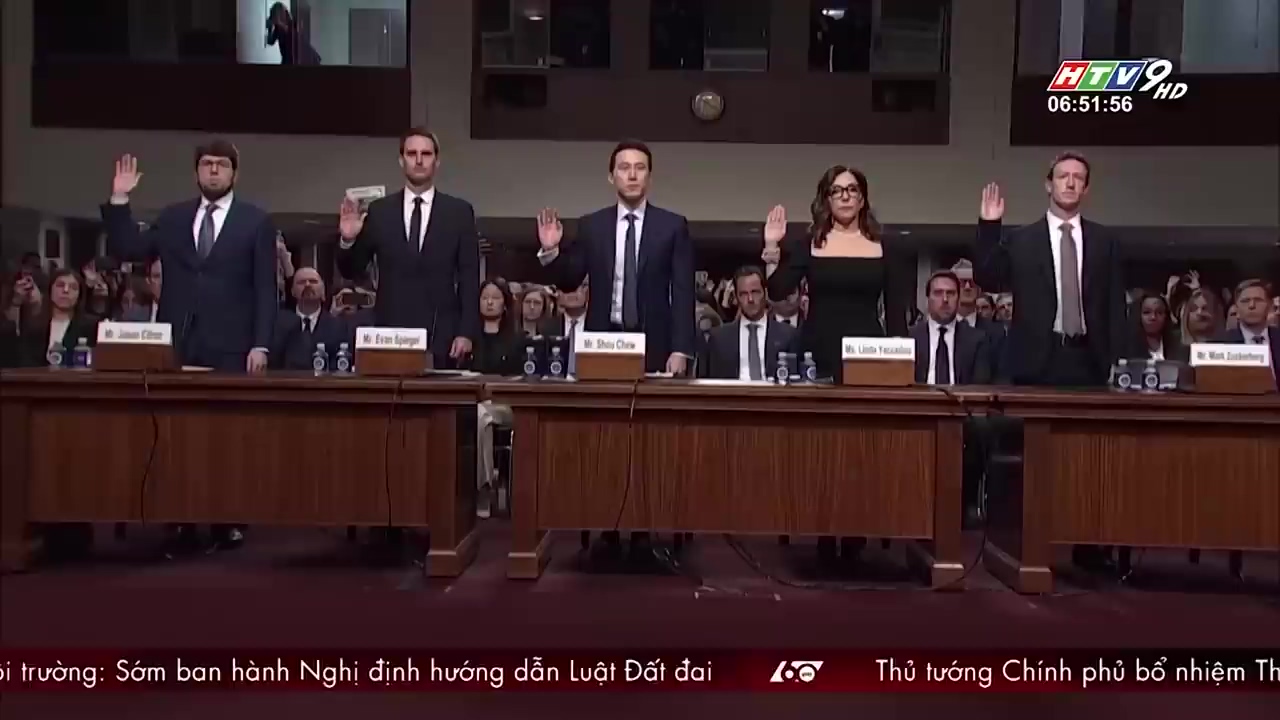 HTV9 HD
06:51:56
Mr. Jason Citron
Mr. Evan Spiegel
Mr. Shou Chew
Ms. Linda Yaccarino
Mr. Mark Zuckerberg
ôi trường: Sớm ban hành Nghị định hướng dẫn Luật Đất đai
60
Thủ tướng Chính phủ bổ nhiệm Th